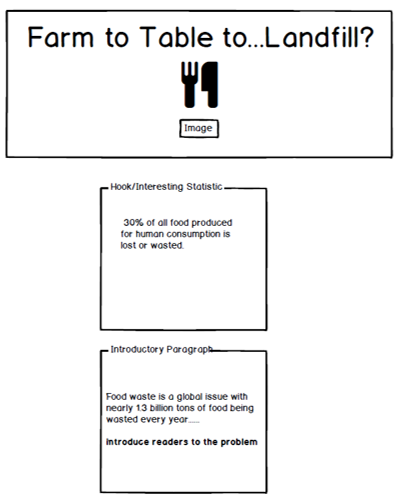 Farm to Table to...Landfill?
Image
Hook/Interesting Statistic
30% of all food produced
for human consumption is
lost or wasted.
Introductory Paragraph
Food waste is a global issue with
nearly 1.3 billion tons of food being
wasted every year......
Introduce readers to the problem